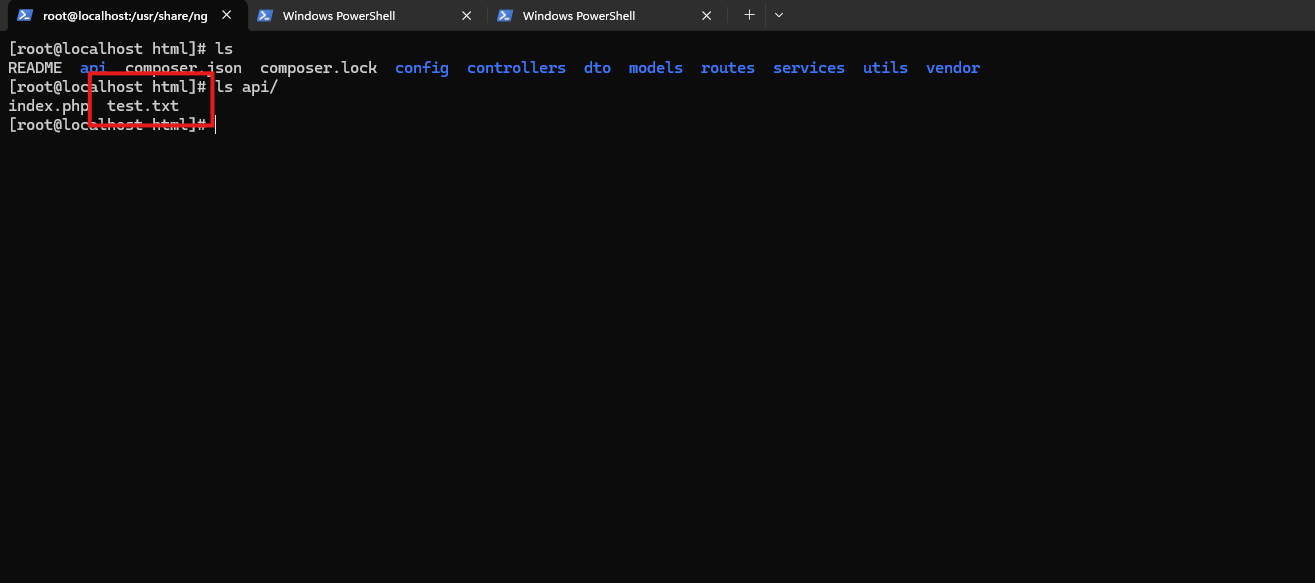 root@localhost:/usr/share/ng Windows PowerShell Windows PowerShell
[root@localhost html]# ls
README api composer.json composer.lock config controllers dto models routes services utils vendor
[root@localhost html]# ls api/
index.php test.txt
[root@localhost html]#